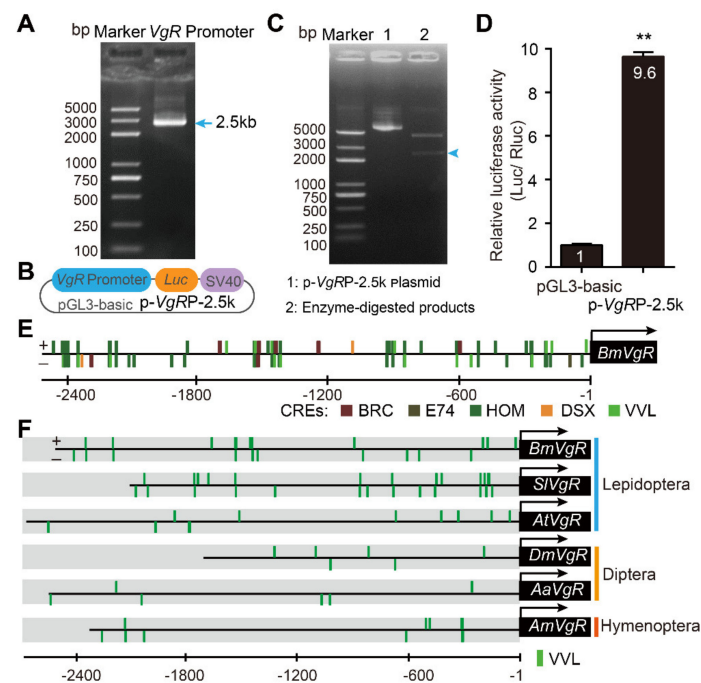 A
bp Marker VgR Promoter
5000
3000
2000
1000
750
500
250
100
2.5kb
B
VgR Promoter Luc SV40
pGL3-basic p-VgRP-2.5k
C
bp Marker 1 2
5000
3000
2000
1000
750
500
250
100
1: p-VgRP-2.5k Plasmid
2: Enzyme-digested products
D
Relative luciferase activity
(Luc/ Rluc)
10
8
6
4
2
0
**
9.6
1
pGL3-basic
p-VgRP-2.5k
E
+
−
BmVgR
-2400 -1800 -1200 -600 -1
CREs: BRC E74 HOM DSX VVL
F
+
−
BmVgR
SlVgR
Lepidoptera
AtVgR
DmVgR
Diptera
AaVgR
AmVgR
Hymenoptera
-2400 -1800 -1200 -600 -1
VVL